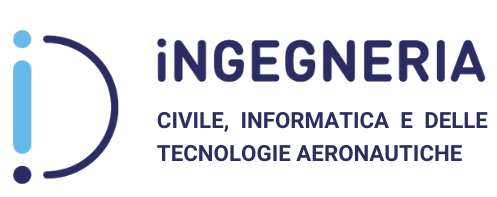 iNGEGNERIA
CIVILE, INFORMATICA E DELLE
TECNOLOGIE AERONAUTICHE